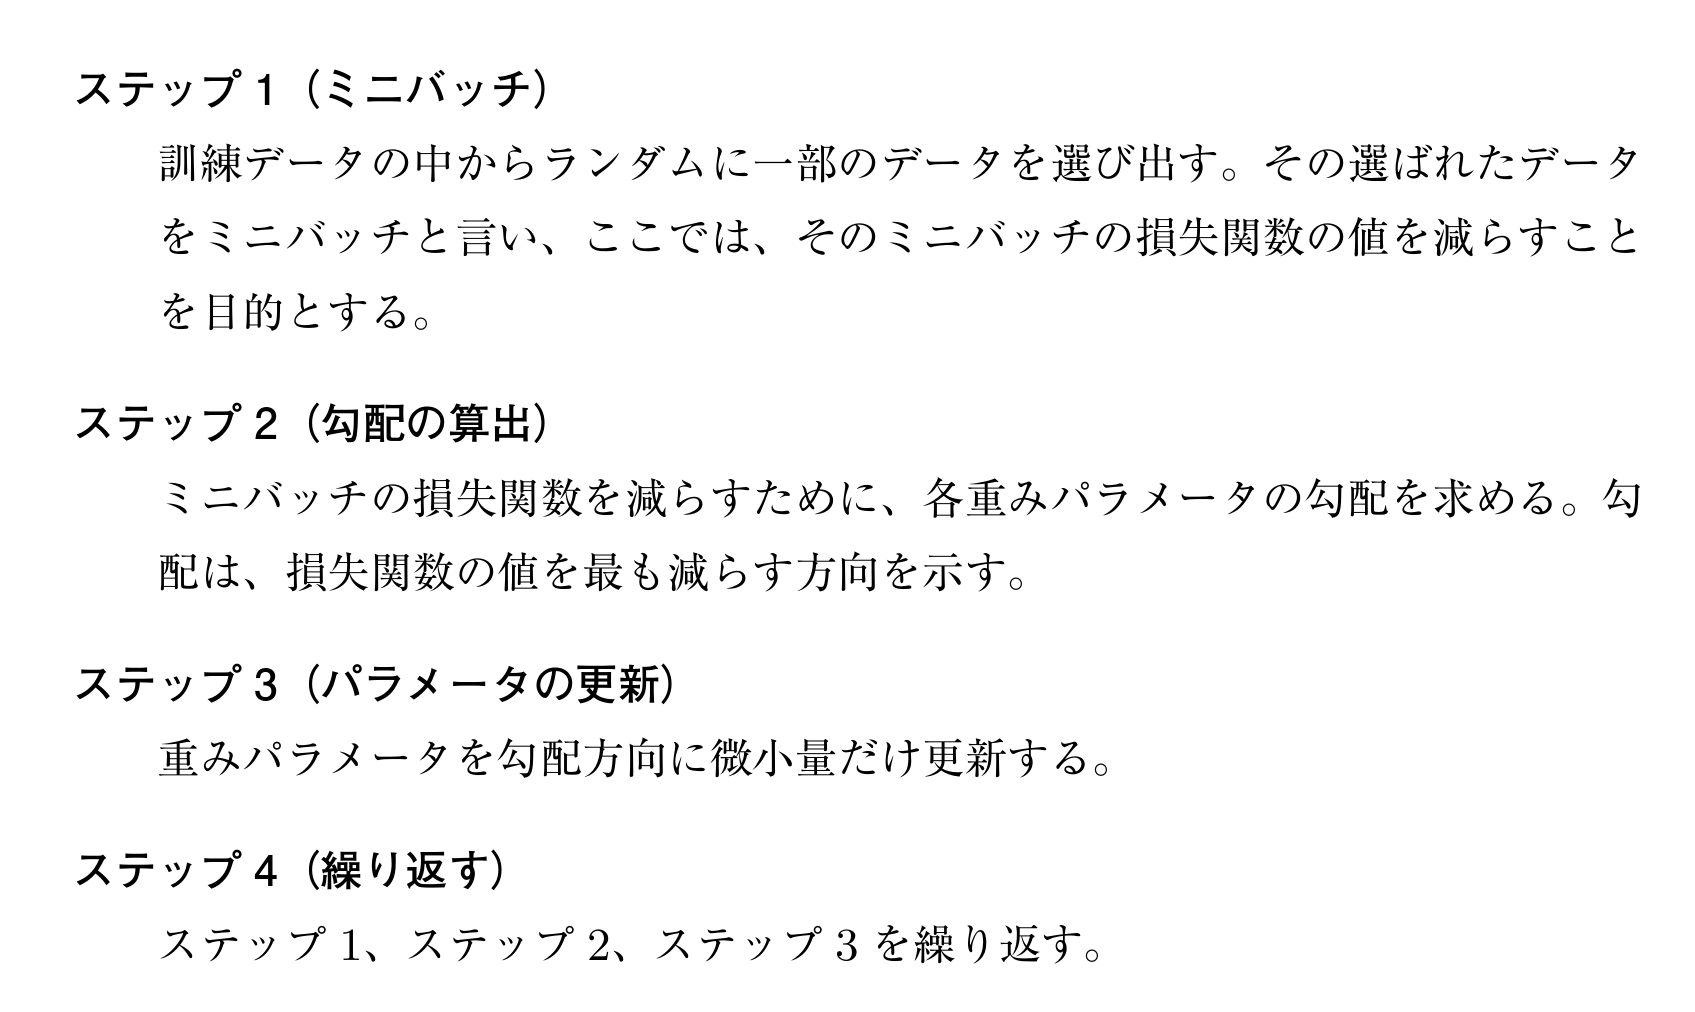 ステップ 1（ミニバッチ）
訓練データの中からランダムに一部のデータを選び出す。その選ばれたデータ
をミニバッチと言い、ここでは、そのミニバッチの損失関数の値を減らすこと
を目的とする。
ステップ 2（勾配の算出）
ミニバッチの損失関数を減らすために、各重みパラメータの勾配を求める。勾
配は、損失関数の値を最も減らす方向を示す。
ステップ 3（パラメータの更新）
重みパラメータを勾配方向に微小量だけ更新する。
ステップ 4（繰り返す）
ステップ 1、ステップ 2、ステップ 3 を繰り返す。